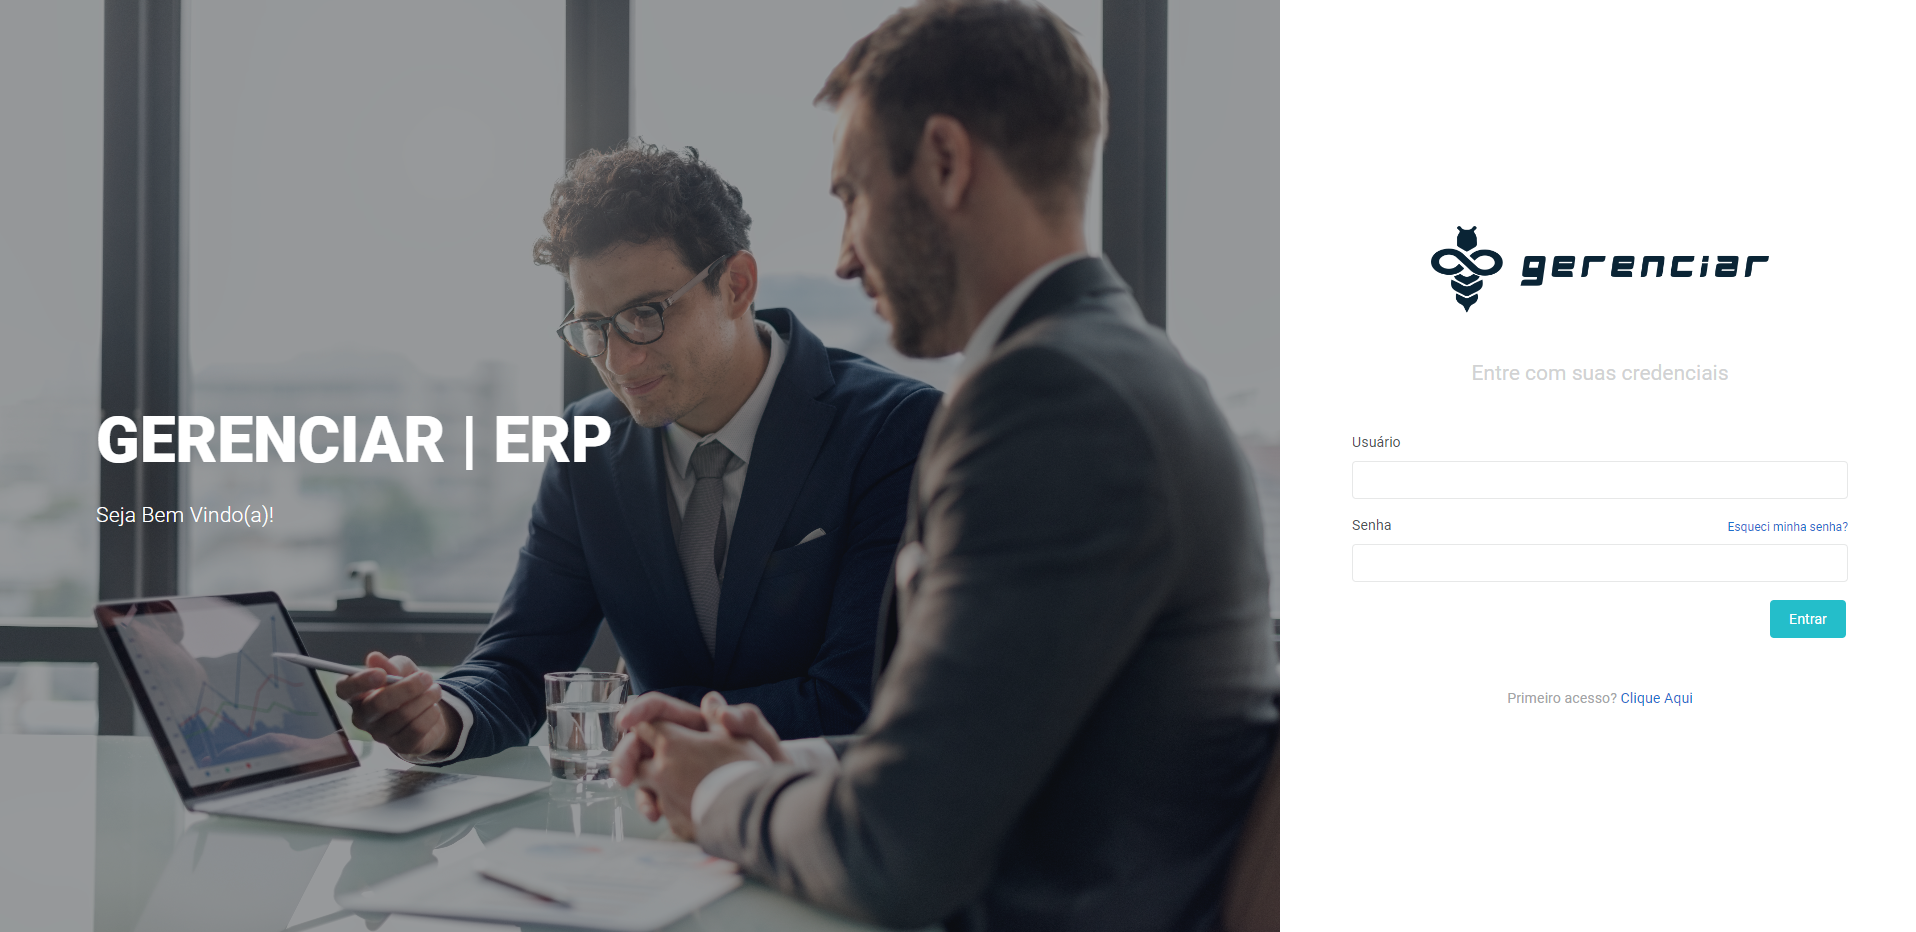 GERENCIAR | ERP
Seja Bem Vindo(a)!
gerenciar
Entre com suas credenciais
Usuário
Senha
Esqueci minha senha?
Entrar
Primeiro acesso? Clique Aqui